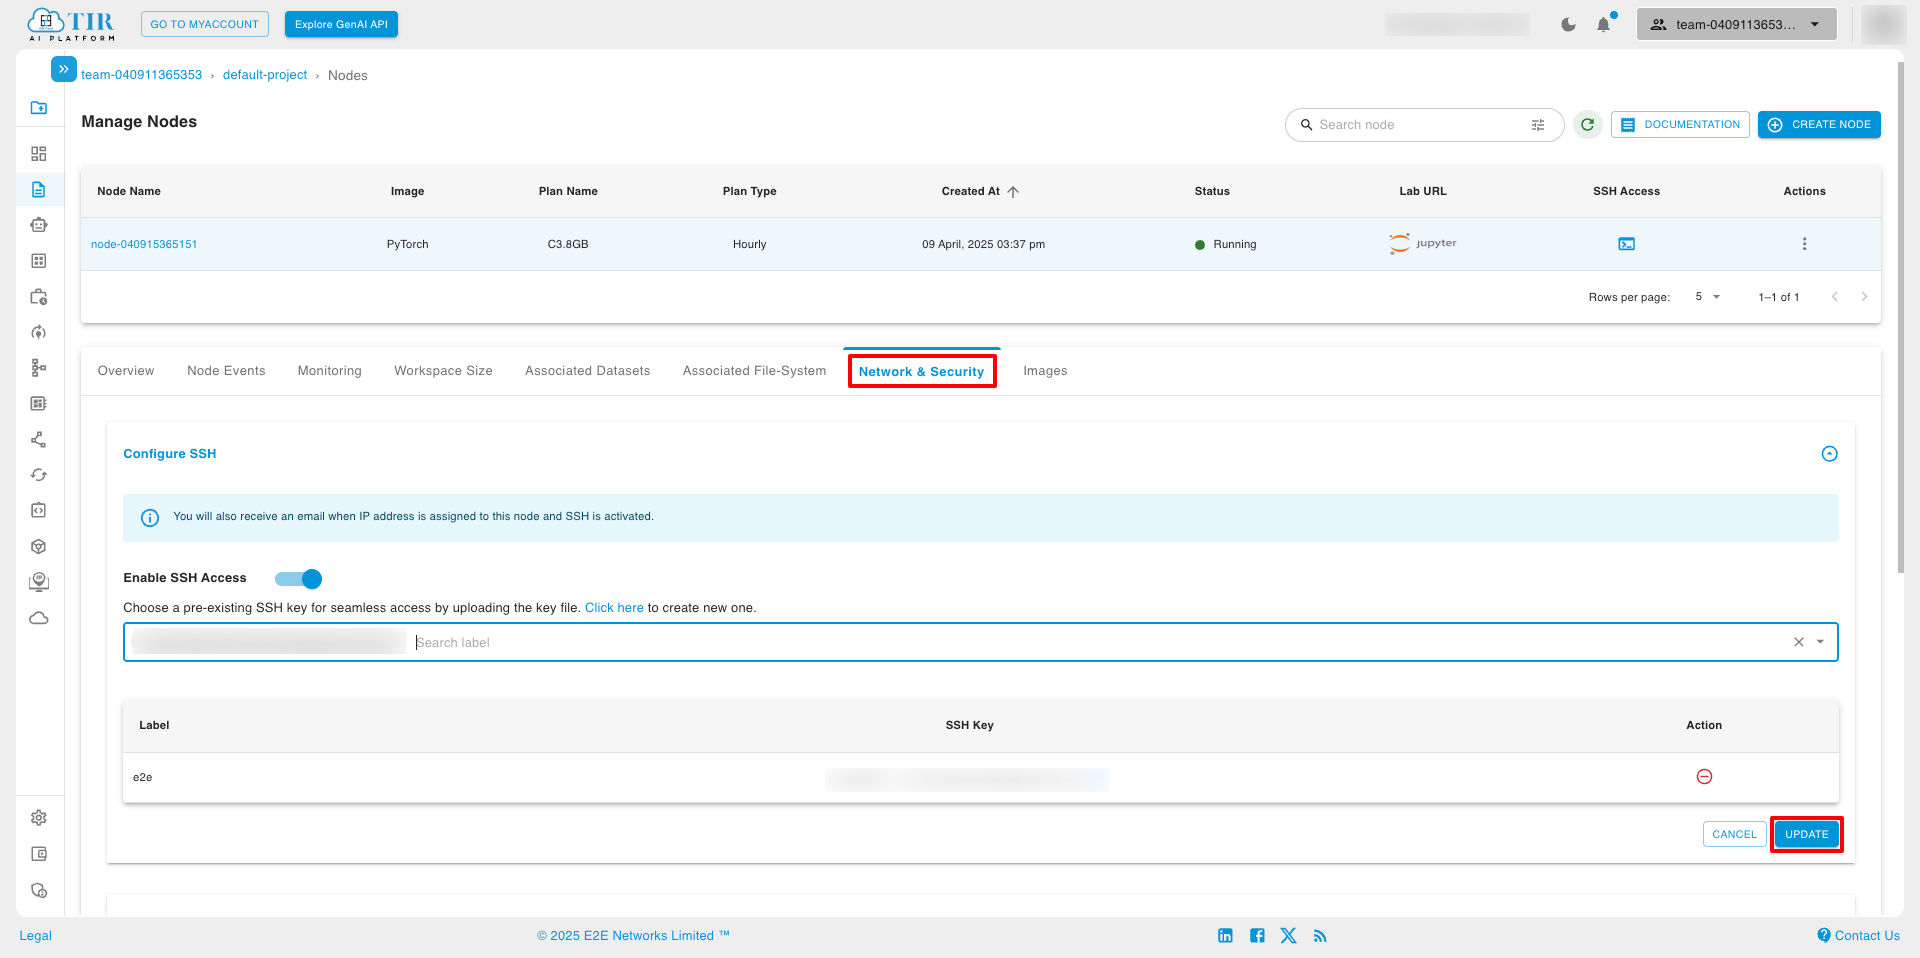 TIR
AI PLATFORM
GO TO MYACCOUNT
Explore GenAI API
team-0409113653...
team-040911365353 › default-project › Nodes
Manage Nodes
Search node
DOCUMENTATION
CREATE NODE
Node Name Image Plan Name Plan Type Created At Status Lab URL SSH Access Actions
node-040915365151 PyTorch C3.8GB Hourly 09 April, 2025 03:37 pm Running jupyter
Rows per page: 5 1–1 of 1
Overview Node Events Monitoring Workspace Size Associated Datasets Associated File-System Network & Security Images
Configure SSH
You will also receive an email when IP address is assigned to this node and SSH is activated.
Enable SSH Access
Choose a pre-existing SSH key for seamless access by uploading the key file. Click here to create new one.
Search label
Label SSH Key Action
e2e
CANCEL UPDATE
Legal © 2025 E2E Networks Limited ™ Contact Us